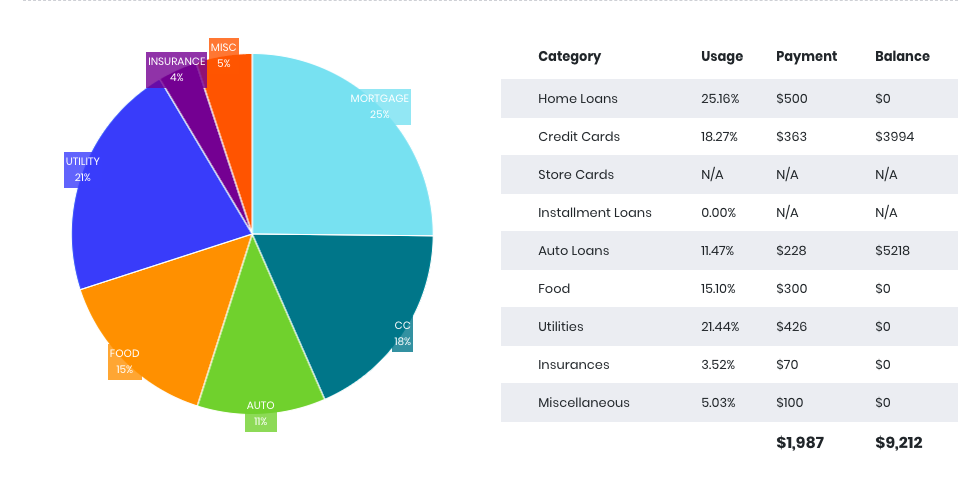 MISC
5%
INSURANCE
4%
MORTGAGE
25%
UTILITY
21%
CC
18%
FOOD
15%
AUTO
11%
Category Usage Payment Balance
Home Loans 25.16% $500 $0
Credit Cards 18.27% $363 $3994
Store Cards N/A N/A N/A
Installment Loans 0.00% N/A N/A
Auto Loans 11.47% $228 $5218
Food 15.10% $300 $0
Utilities 21.44% $426 $0
Insurances 3.52% $70 $0
Miscellaneous 5.03% $100 $0
$1,987 $9,212